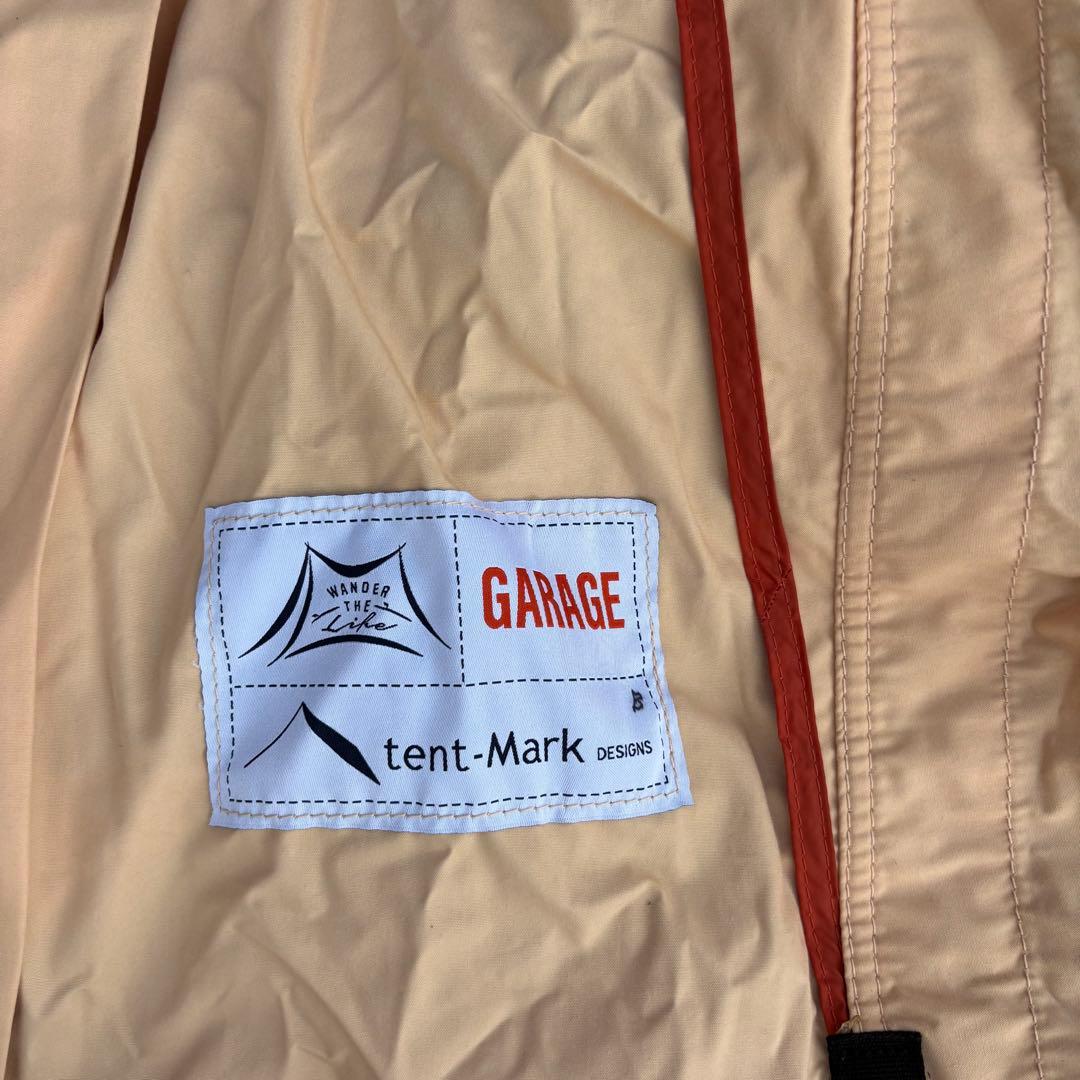 WANDER
THE
Life
GARAGE
B
tent-Mark DESIGNS